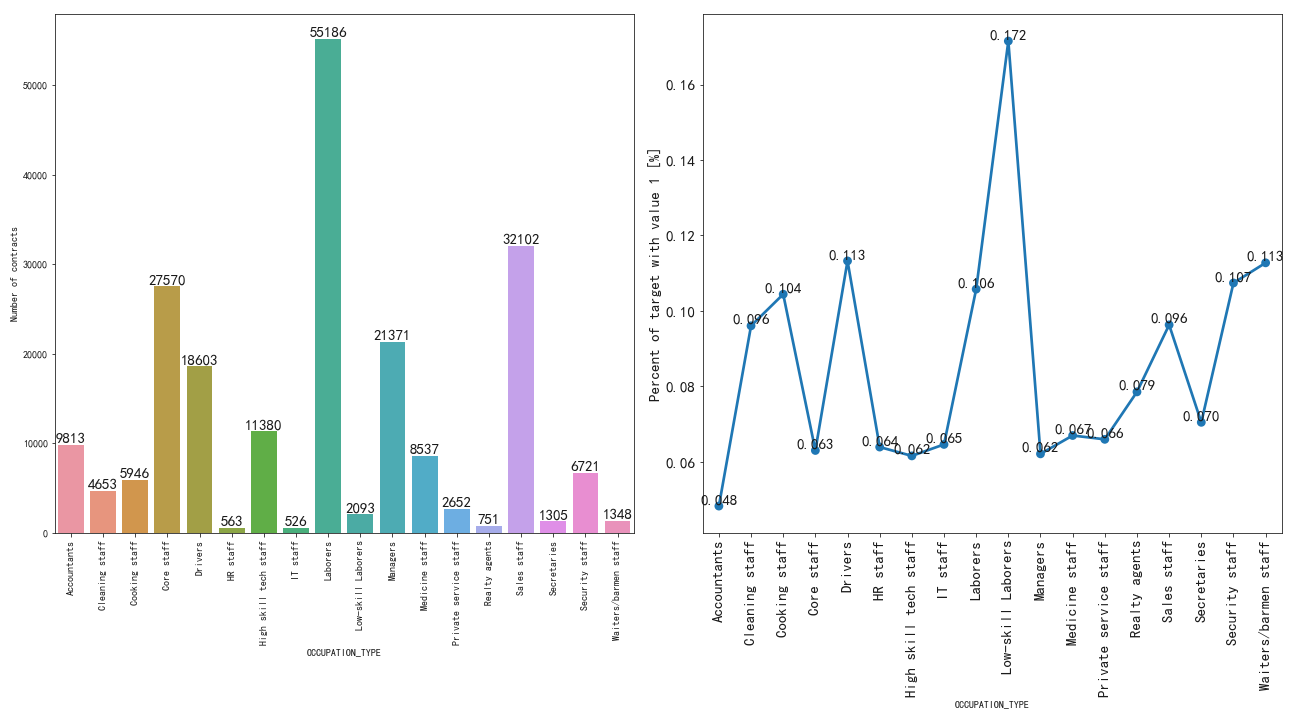 55186
50000
40000
32102
30000
27570
21371
20000
18603
11380
10000
9813
8537
6721
5946
4653
2652
2093
1348
1305
751
563
526
0
Number of contracts
Accountants
Cleaning staff
Cooking staff
Core staff
Drivers
HR staff
High skill tech staff
IT staff
Laborers
Low-skill Laborers
Managers
Medicine staff
Private service staff
Realty agents
Sales staff
Secretaries
Security staff
Waiters/barmen staff
OCCUPATION_TYPE
0.16
0.14
0.12
0.10
0.08
0.06
Percent of target with value 1 [%]
0.048
0.096
0.104
0.063
0.113
0.064
0.062
0.065
0.106
0.172
0.062
0.067
0.066
0.079
0.096
0.070
0.107
0.113
Accountants
Cleaning staff
Cooking staff
Core staff
Drivers
HR staff
High skill tech staff
IT staff
Laborers
Low-skill Laborers
Managers
Medicine staff
Private service staff
Realty agents
Sales staff
Secretaries
Security staff
Waiters/barmen staff
OCCUPATION_TYPE